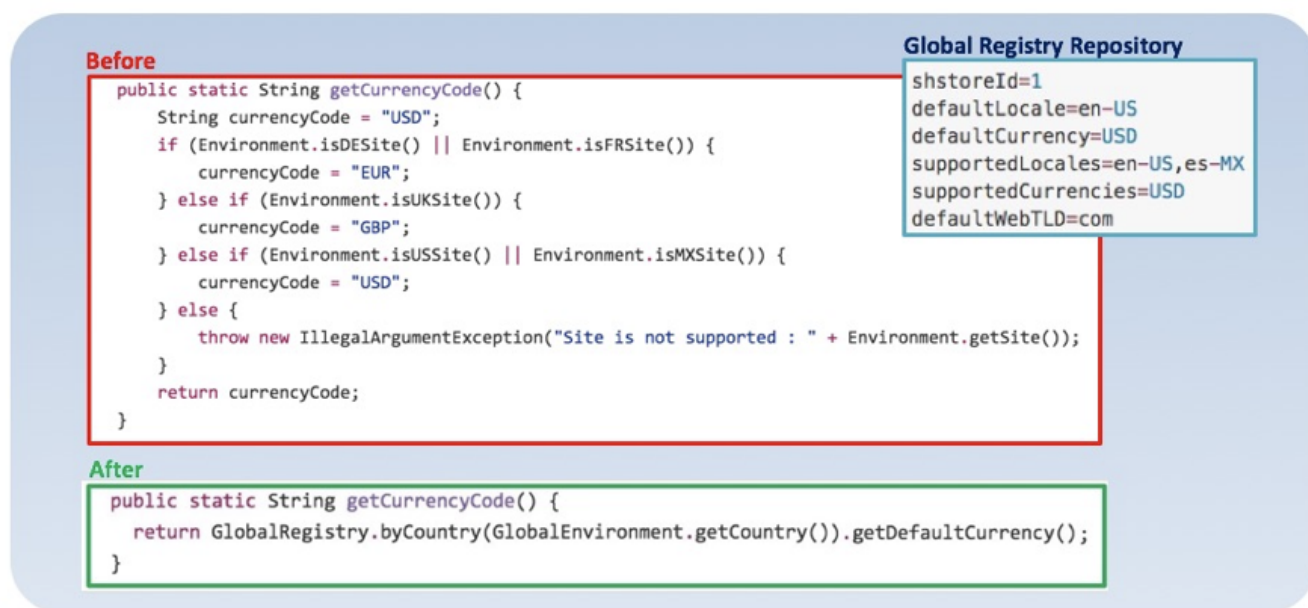 Before
public static String getCurrencyCode() {
String currencyCode = "USD";
if (Environment.isDESite() || Environment.isFRSite()) {
currencyCode = "EUR";
} else if (Environment.isUKSite()) {
currencyCode = "GBP";
} else if (Environment.isUSSite() || Environment.isMXSite()) {
currencyCode = "USD";
} else {
throw new IllegalArgumentException("Site is not supported : " + Environment.getSite());
}
return currencyCode;
}
Global Registry Repository
shstoreId=1
defaultLocale=en-US
defaultCurrency=USD
supportedLocales=en-US,es-MX
supportedCurrencies=USD
defaultWebTLD=com
After
public static String getCurrencyCode() {
return GlobalRegistry.byCountry(GlobalEnvironment.getCountry()).getDefaultCurrency();
}